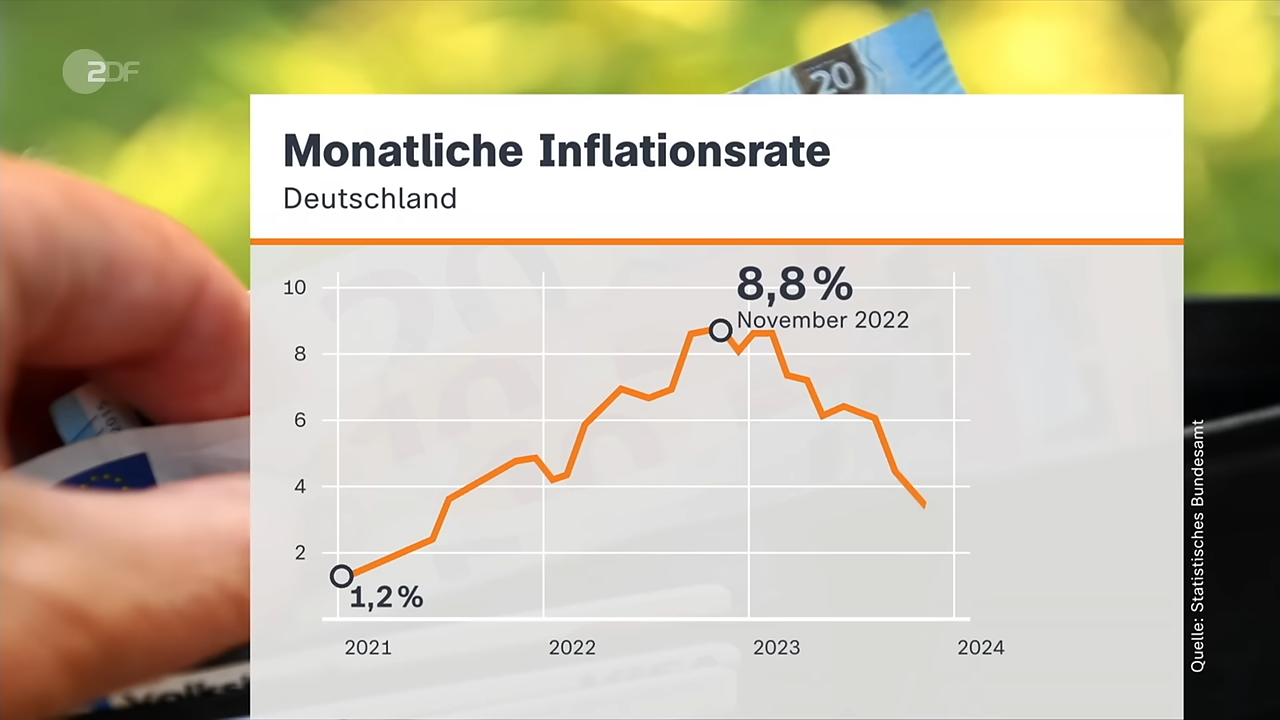 ZDF
20
Monatliche Inflationsrate
Deutschland
10
8
6
4
2
8,8 %
November 2022
1,2 %
2021
2022
2023
2024
Quelle: Statistisches Bundesamt